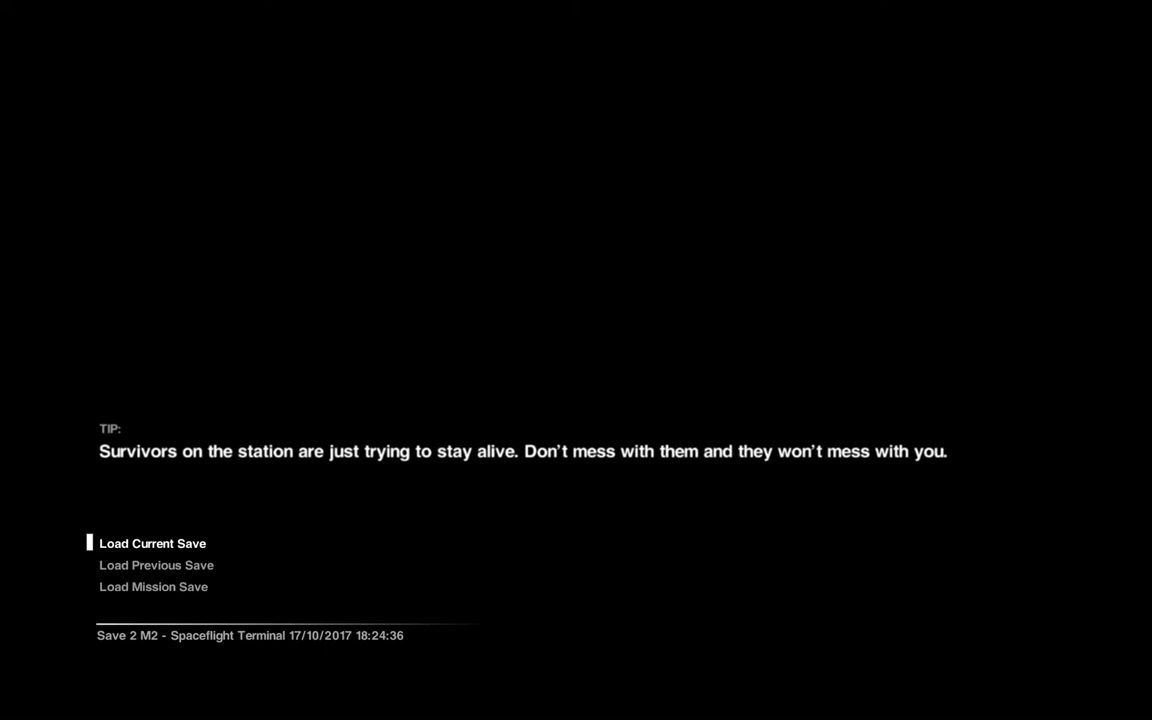 TIP:
Survivors on the station are just trying to stay alive. Don't mess with them and they won't mess with you.
Load Current Save
Load Previous Save
Load Mission Save
Save 2 M2 - Spaceflight Terminal 17/10/2017 18:24:36